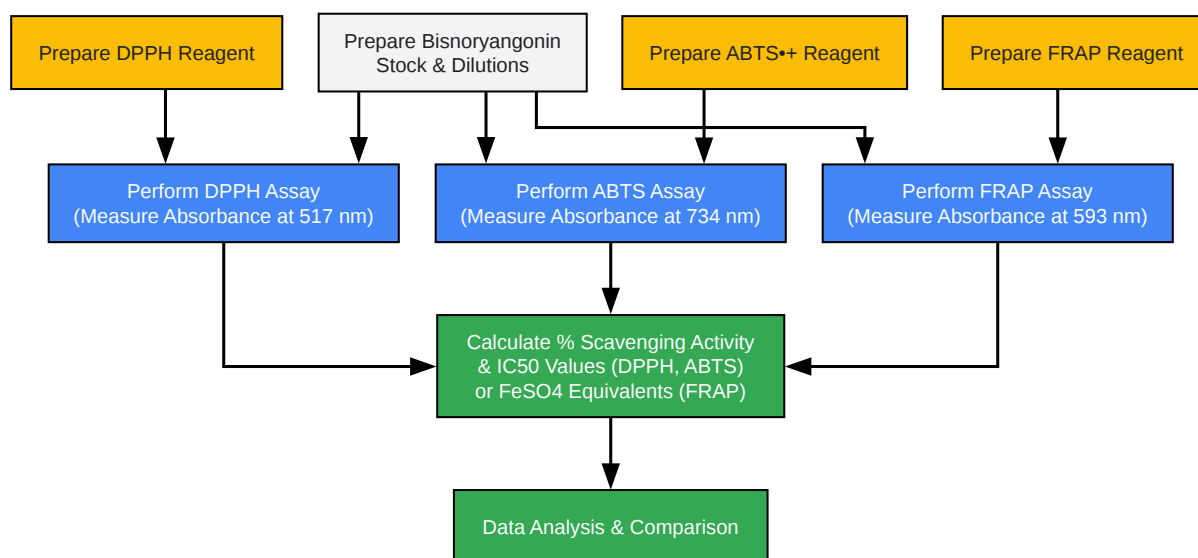 Prepare DPPH Reagent
Prepare Bisnoryangonin
Stock & Dilutions
Prepare ABTS•+ Reagent
Prepare FRAP Reagent
Perform DPPH Assay
(Measure Absorbance at 517 nm)
Perform ABTS Assay
(Measure Absorbance at 734 nm)
Perform FRAP Assay
(Measure Absorbance at 593 nm)
Calculate % Scavenging Activity
& IC50 Values (DPPH, ABTS)
or FeSO4 Equivalents (FRAP)
Data Analysis & Comparison